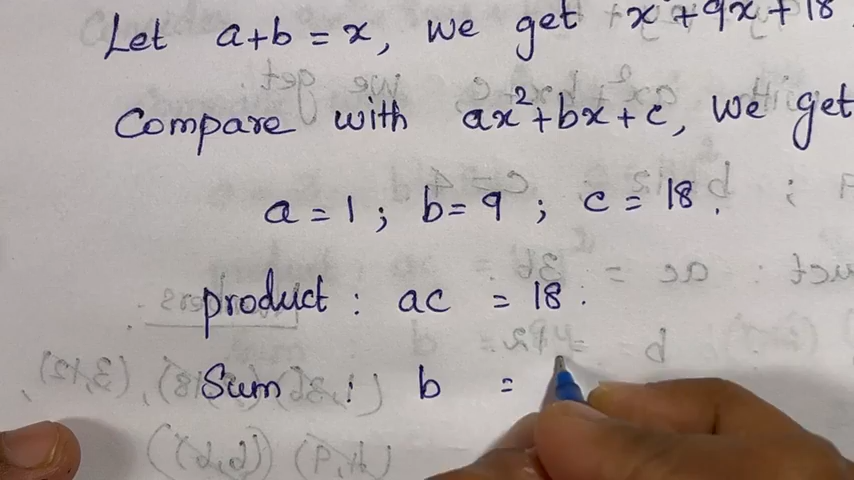 Let a+b = x, we get x²+9x+18
Compare with ax²+bx+c, we get
a=1; b=9; c=18.
product: ac = 18.
Sum : b =